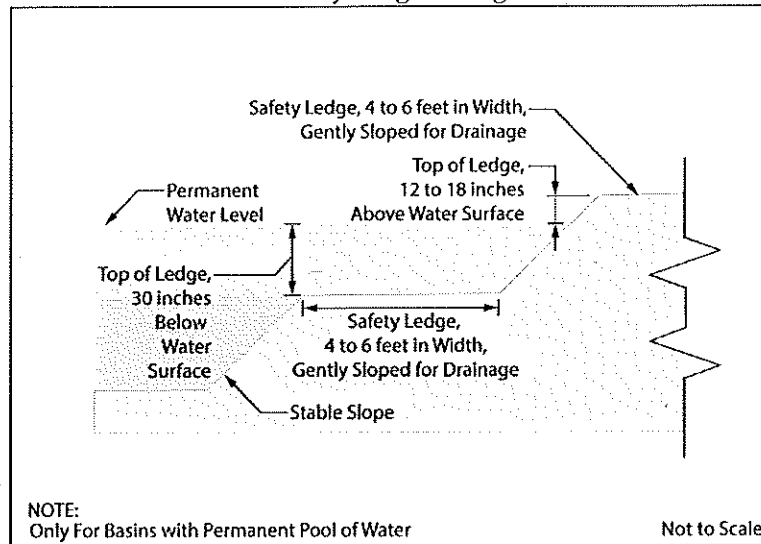 Safety Ledge, 4 to 6 feet in Width,
Gently Sloped for Drainage
Top of Ledge,
12 to 18 inches
Above Water Surface
Permanent
Water Level
Top of Ledge,
30 inches
Below
Water
Surface
Safety Ledge,
4 to 6 feet in Width,
Gently Sloped for Drainage
Stable Slope
NOTE:
Only For Basins with Permanent Pool of Water
Not to Scale